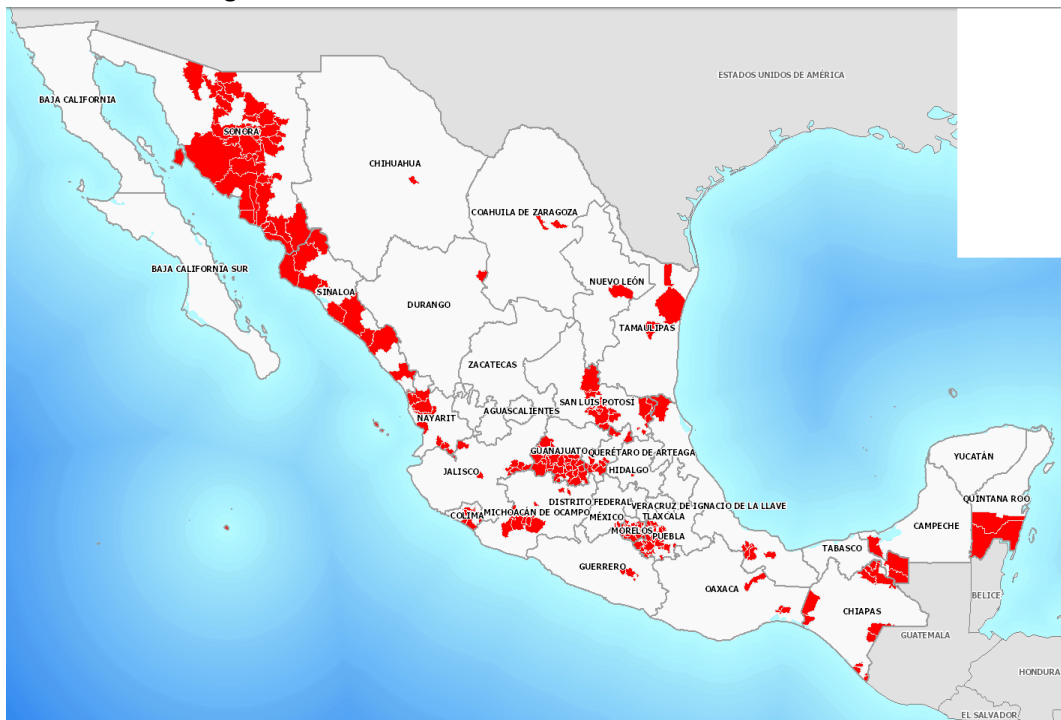 ESTADOS UNIDOS DE AMÉRICA
BAJA CALIFORNIA
SONORA
CHIHUAHUA
COAHUILA DE ZARAGOZA
BAJA CALIFORNIA SUR
NUEVO LEÓN
SINALOA
DURANGO
TAMAULIPAS
ZACATECAS
SAN LUIS POTOSÍ
AGUASCALIENTES
NAYARIT
GUANAJUATO
QUERÉTARO DE ARTEAGA
YUCATÁN
JALISCO
HIDALGO
QUINTANA ROO
DISTRITO FEDERAL
VERACRUZ DE IGNACIO DE LA LLAVE
COLIMA
MICHOACÁN DE OCAMPO
MÉXICO
TLAXCALA
CAMPECHE
MORELOS
PUEBLA
TABASCO
GUERRERO
OAXACA
BELICE
CHIAPAS
GUATEMALA
HONDURA
EL SALVADOR